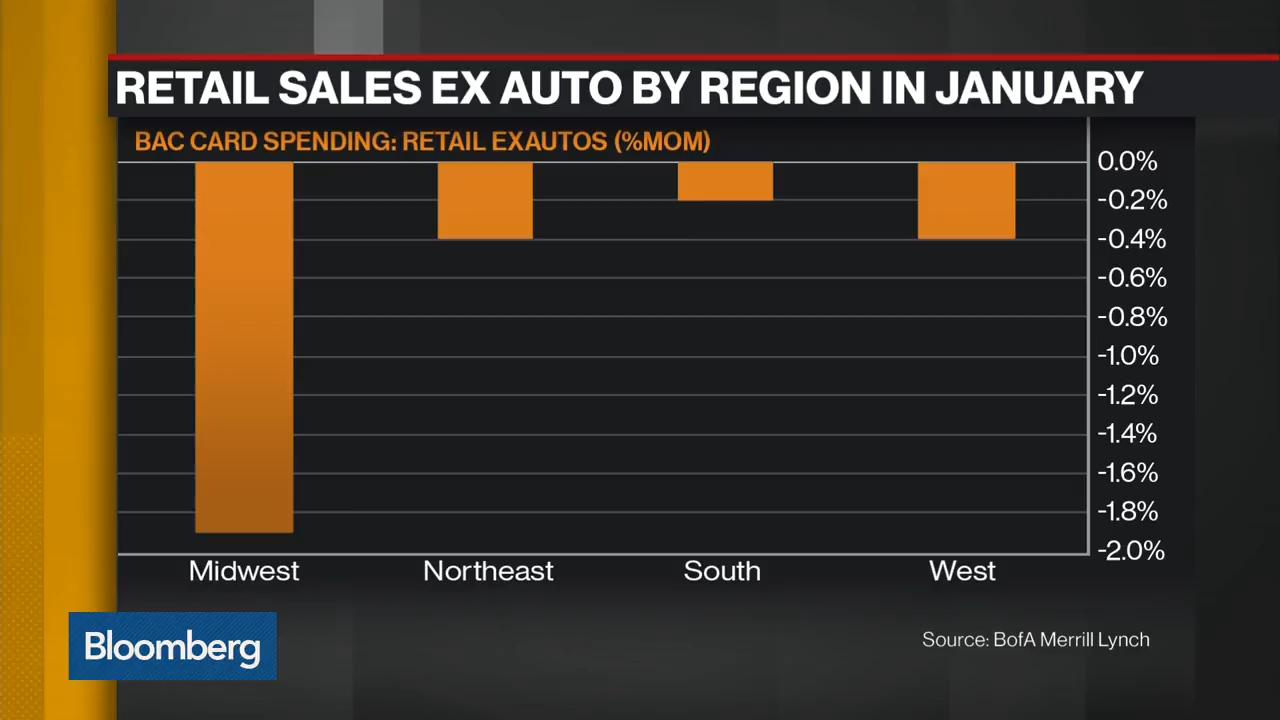 RETAIL SALES EX AUTO BY REGION IN JANUARY
BAC CARD SPENDING: RETAIL EXAUTOS (%MOM)
0.0%
-0.2%
-0.4%
-0.6%
-0.8%
-1.0%
-1.2%
-1.4%
-1.6%
-1.8%
-2.0%
Midwest Northeast South West
Bloomberg
Source: BofA Merrill Lynch